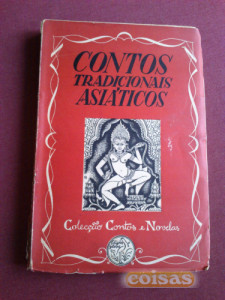 CONTOS
TRADICIONAIS
ASIÁTICOS
Colecção Contos e Novelas
coisas